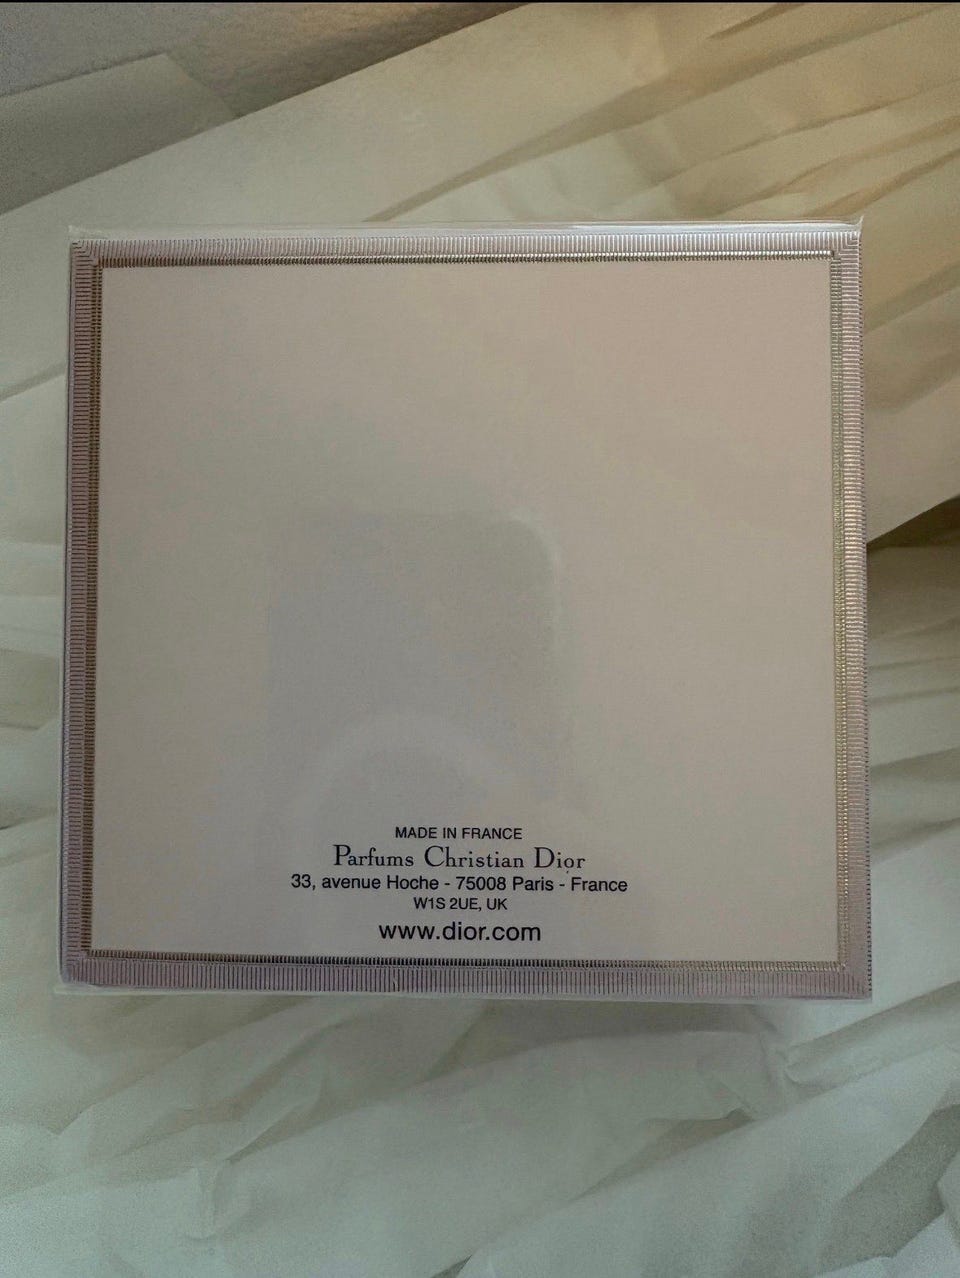 MADE IN FRANCE
Parfums Christian Dior
33, avenue Hoche - 75008 Paris - France
W1S 2UE, UK
www.dior.com